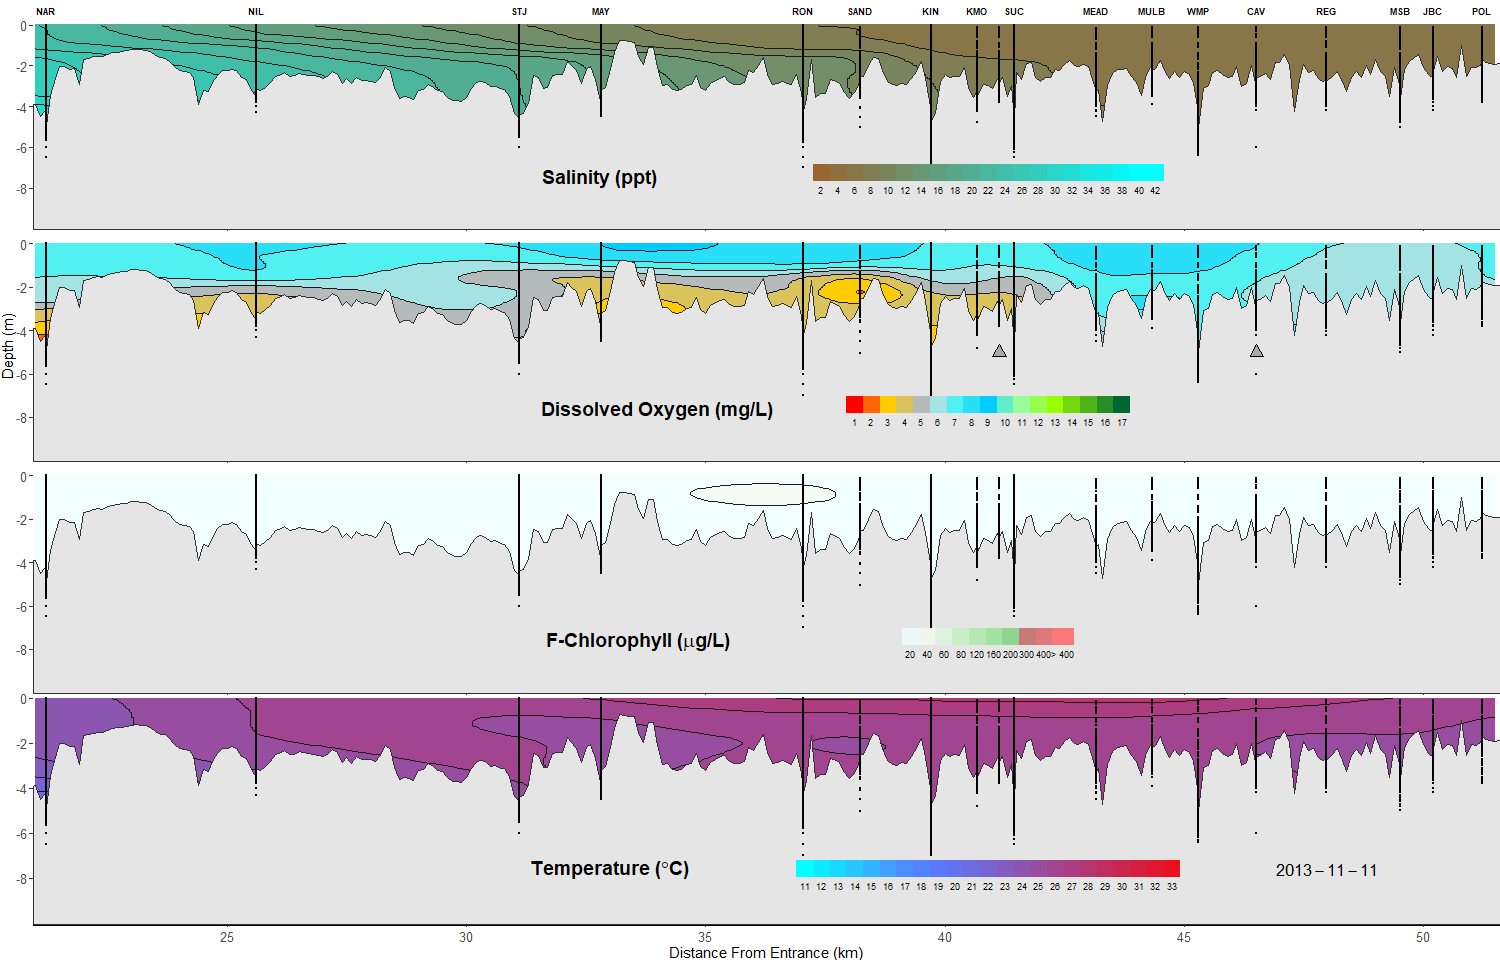 NAR NIL STJ MAY RON SAND KIN KMO SUC MEAD MULB WMP CAV REG MSB JBC POL
0
-2
-4
-6
-8
Salinity (ppt)
2 4 6 8 10 12 14 16 18 20 22 24 26 28 30 32 34 36 38 40 42
0
-2
-4
-6
-8
Dissolved Oxygen (mg/L)
1 2 3 4 5 6 7 8 9 10 11 12 13 14 15 16 17
Depth (m)
0
-2
-4
-6
-8
F-Chlorophyll (μg/L)
20 40 60 80 120 160 200 300 400 > 400
0
-2
-4
-6
-8
Temperature (°C)
11 12 13 14 15 16 17 18 19 20 21 22 23 24 25 26 27 28 29 30 31 32 33
2013 – 11 – 11
25 30 35 40 45 50
Distance From Entrance (km)